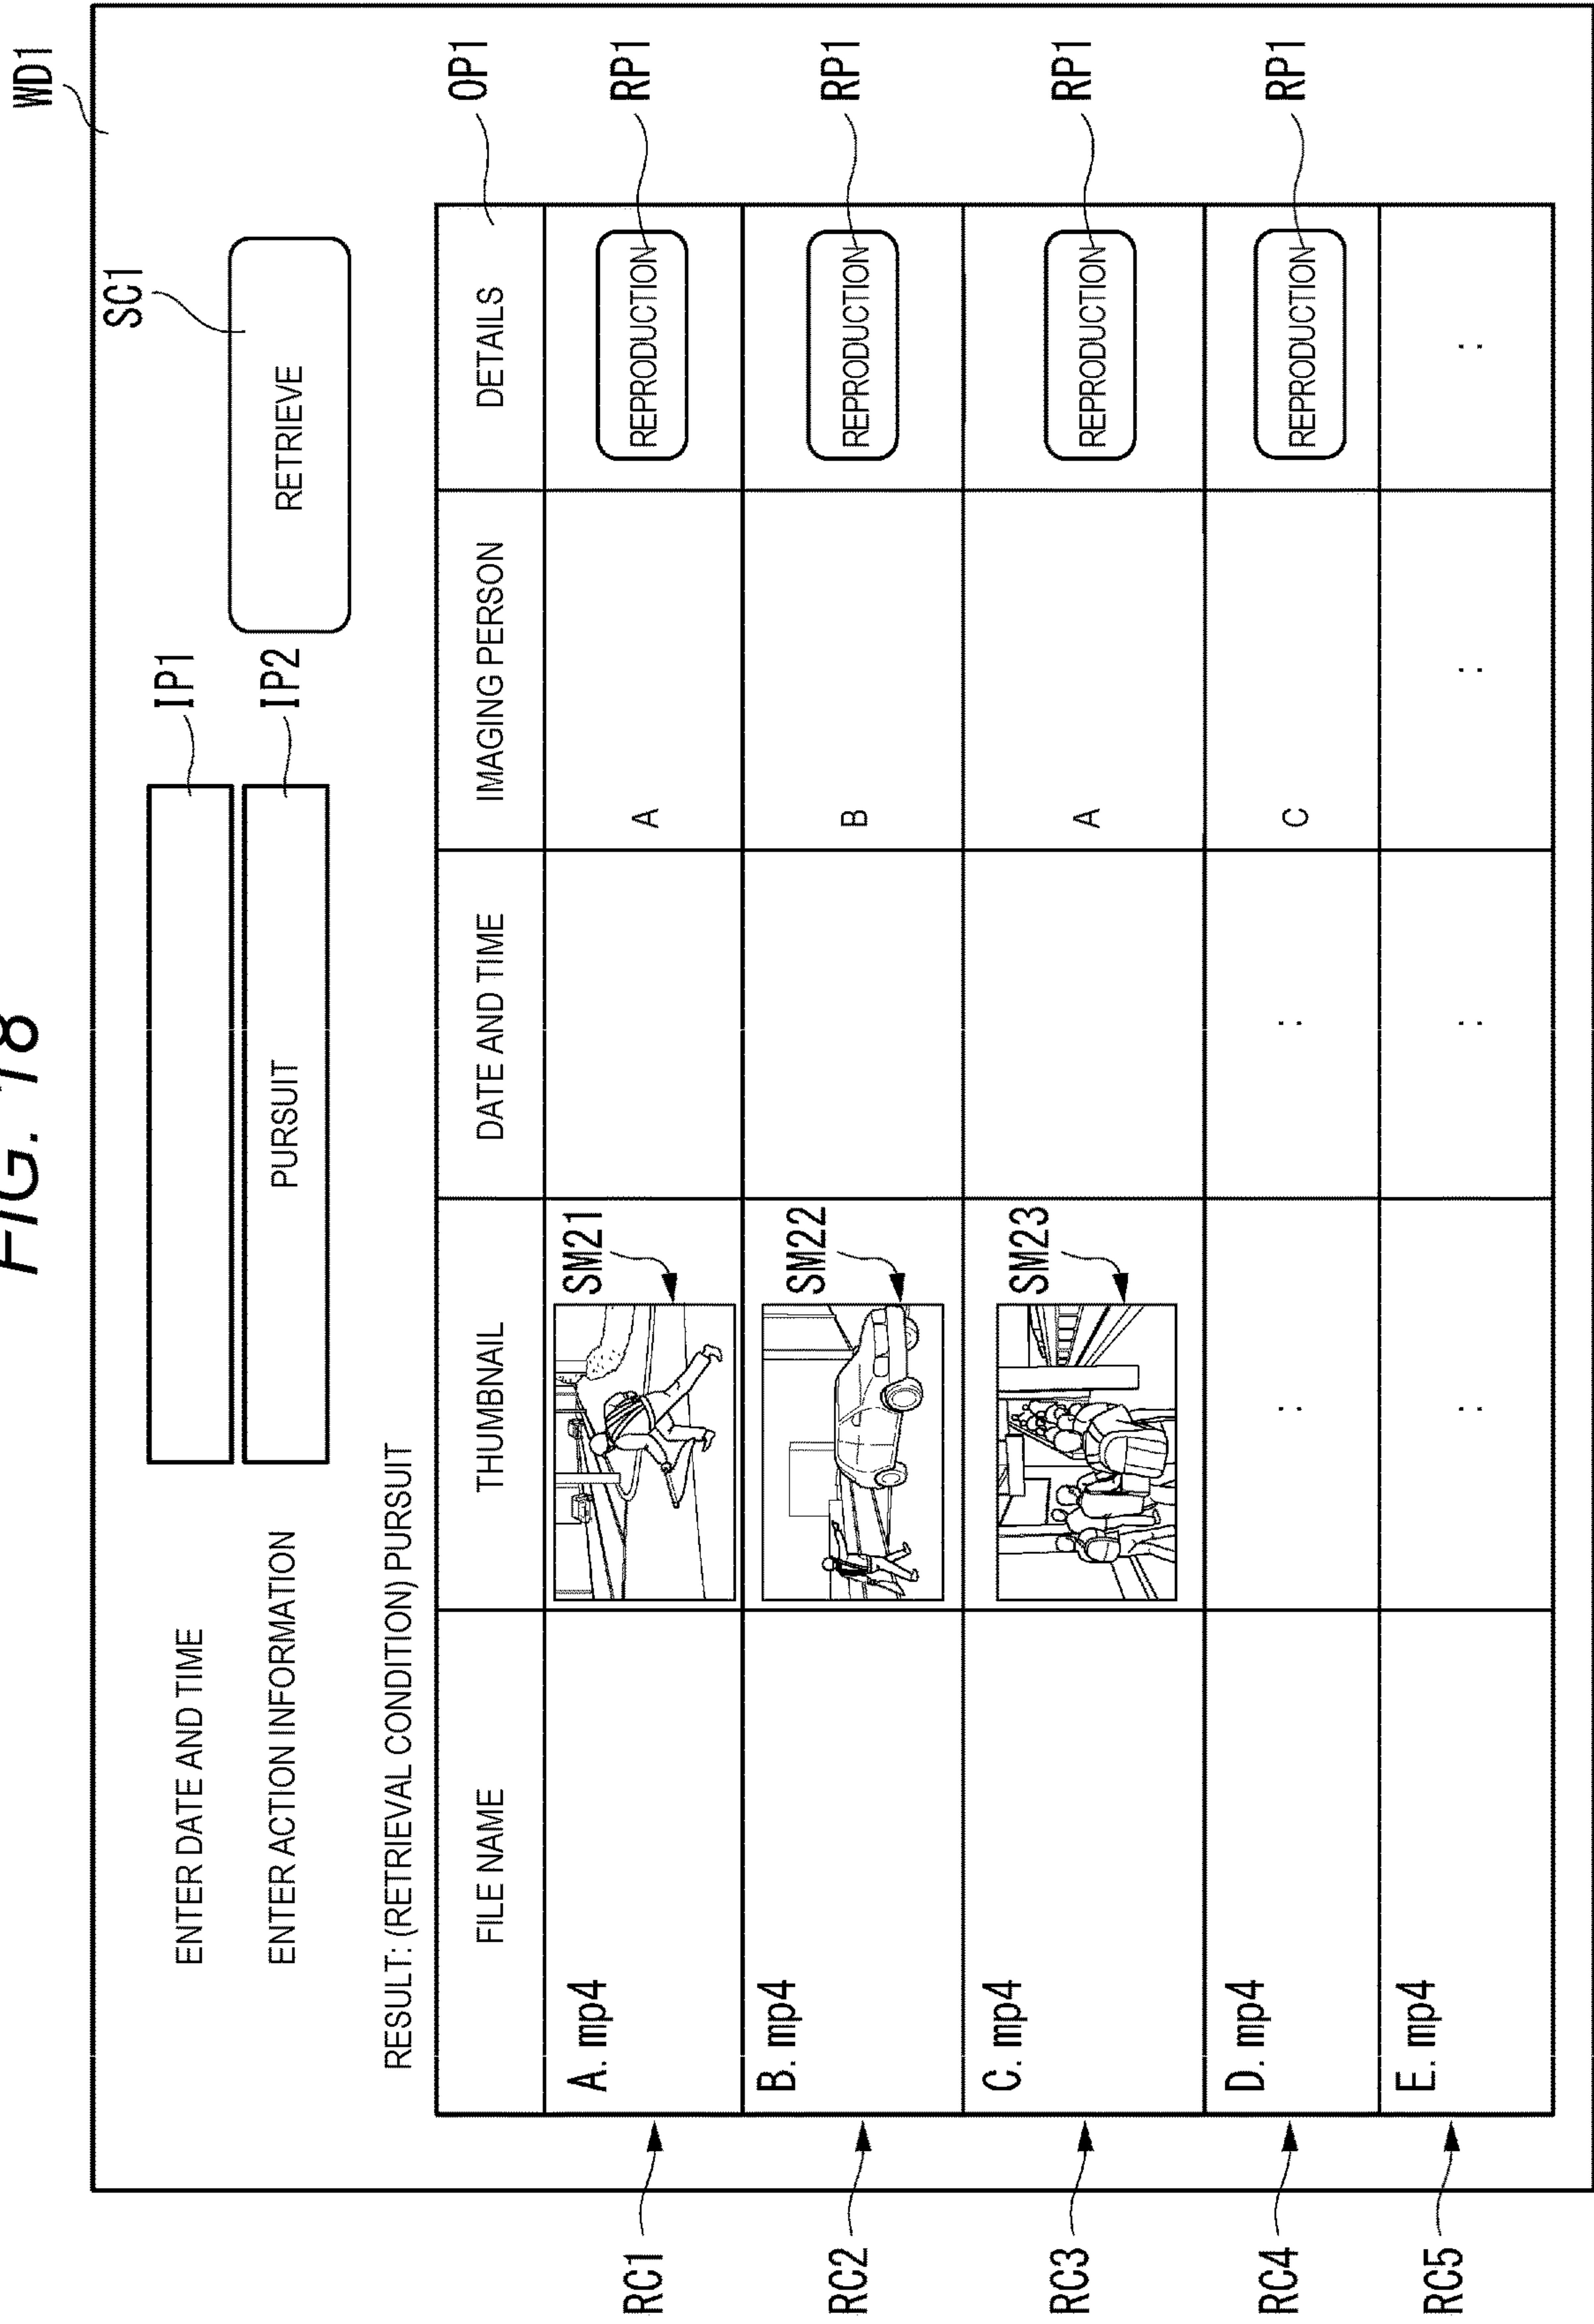 FIG. 18
WD1
ENTER DATE AND TIME
IP1
SC1
ENTER ACTION INFORMATION
PURSUIT
IP2
RETRIEVE
RESULT: (RETRIEVAL CONDITION) PURSUIT
FILE NAME THUMBNAIL DATE AND TIME IMAGING PERSON DETAILS
OP1
RC1
A. mp4
SM21
A
REPRODUCTION
RP1
RC2
B. mp4
SM22
B
REPRODUCTION
RP1
RC3
C. mp4
SM23
A
REPRODUCTION
RP1
RC4
D. mp4
:
:
C
REPRODUCTION
RP1
RC5
E. mp4
:
:
:
: